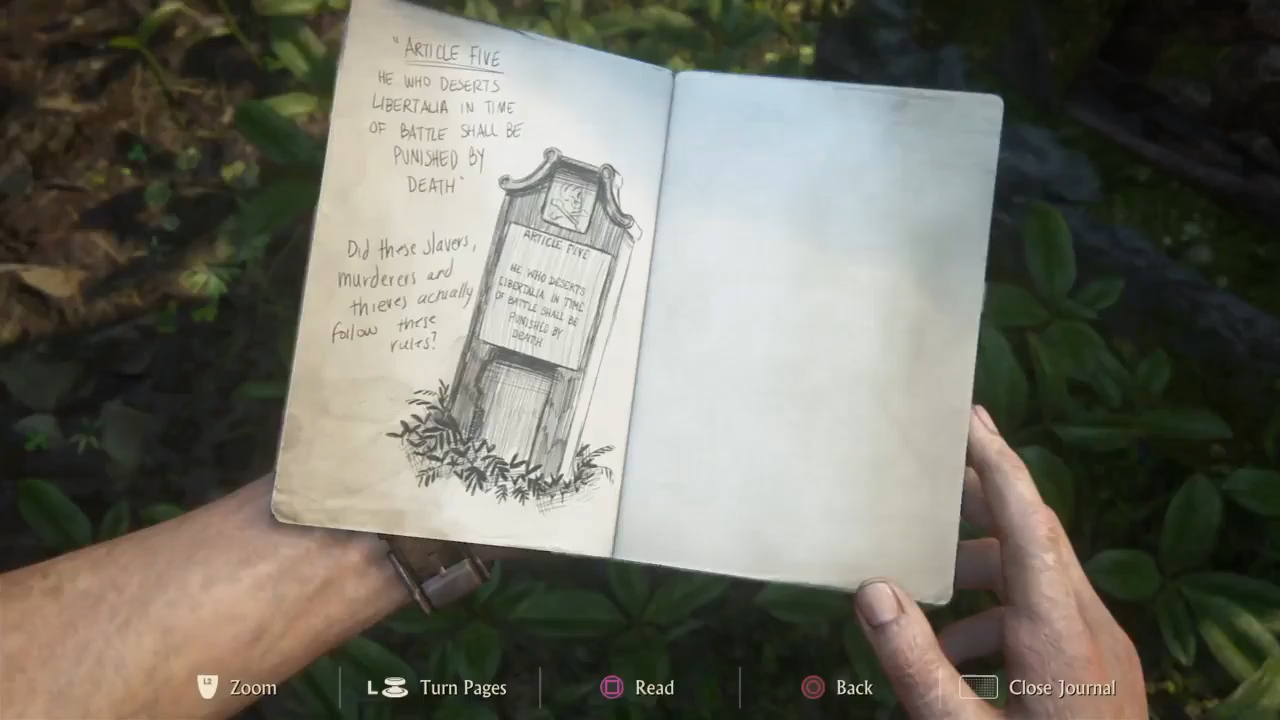 "ARTICLE FIVE
HE WHO DESERTS
LIBERTALIA IN TIME
OF BATTLE SHALL BE
PUNISHED BY
DEATH"
Did these slavers,
murderers and
thieves actually
follow these
rules?
ARTICLE FIVE
HE WHO DESERTS
LIBERTALIA IN TIME
OF BATTLE SHALL BE
PUNISHED BY
DEATH
L2 Zoom
L Turn Pages
Read
Back
Close Journal